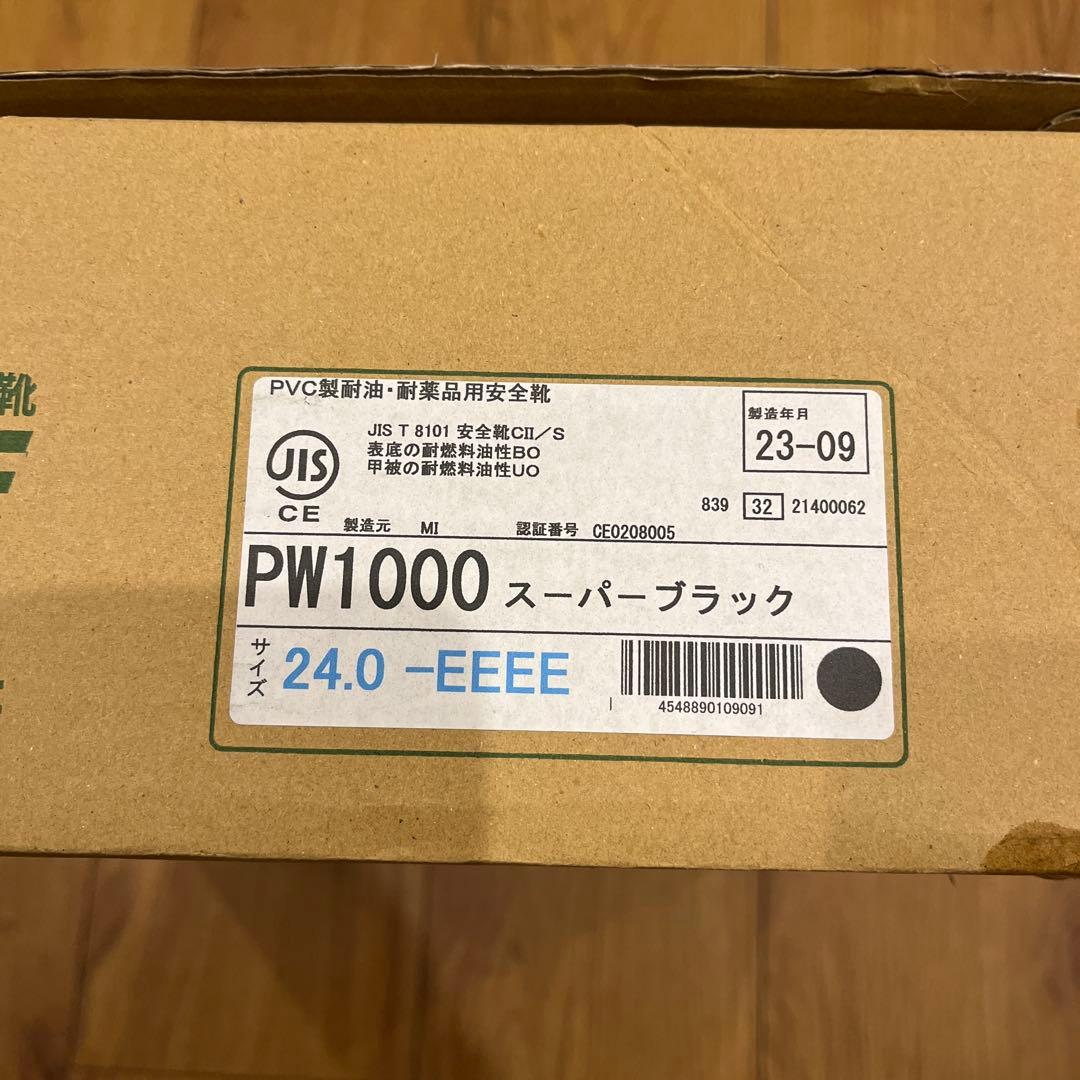 靴
PVC製耐油・耐薬品用安全靴
JIS
CE
JIS T 8101 安全靴CII／S
表底の耐燃料油性BO
甲被の耐燃料油性UO
製造年月
23-09
839 32 21400062
製造元 MI 認証番号 CE0208005
PW1000 スーパーブラック
サイズ 24.0 -EEEE
4548890109091